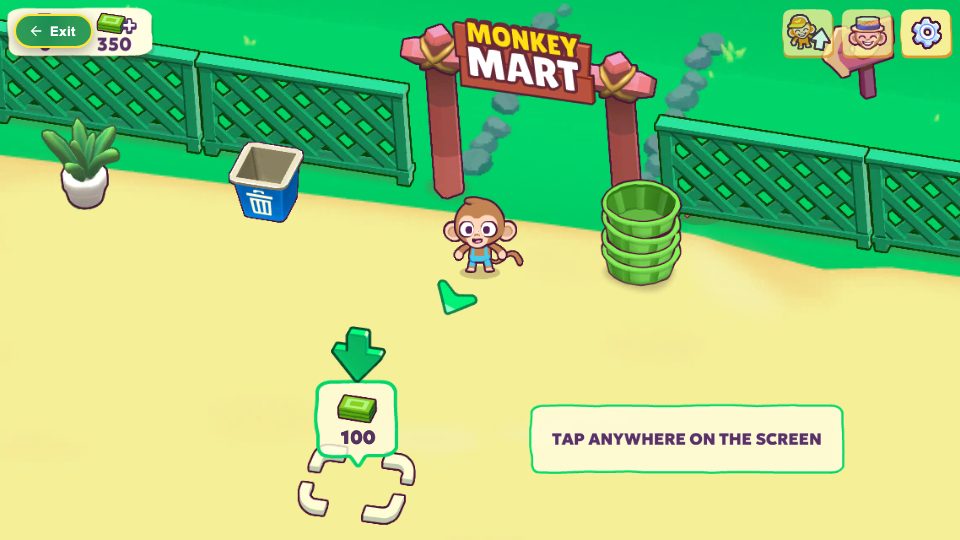 Exit
350
MONKEY
MART
100
TAP ANYWHERE ON THE SCREEN